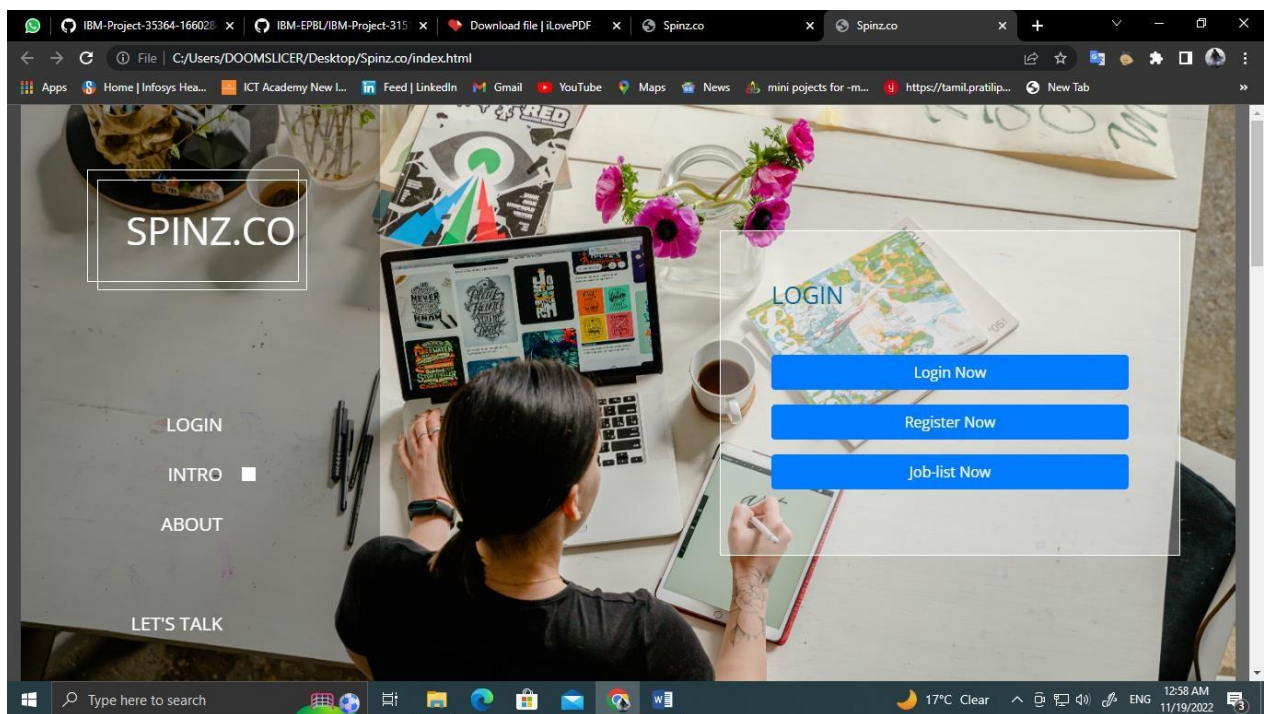 IBM-Project-35364-166028
IBM-EPBL/IBM-Project-315
Download file | iLovePDF
Spinz.co
Spinz.co
File | C:/Users/DOOMSLICER/Desktop/Spinz.co/index.html
Apps
Home | Infosys Hea...
ICT Academy New I...
Feed | LinkedIn
Gmail
YouTube
Maps
News
mini pojects for -m...
https://tamil.pratilip...
New Tab
»
SPINZ.CO
LOGIN
Login Now
Register Now
Job-list Now
LOGIN
INTRO
ABOUT
LET'S TALK
Type here to search
17°C Clear
ENG
12:58 AM
11/19/2022